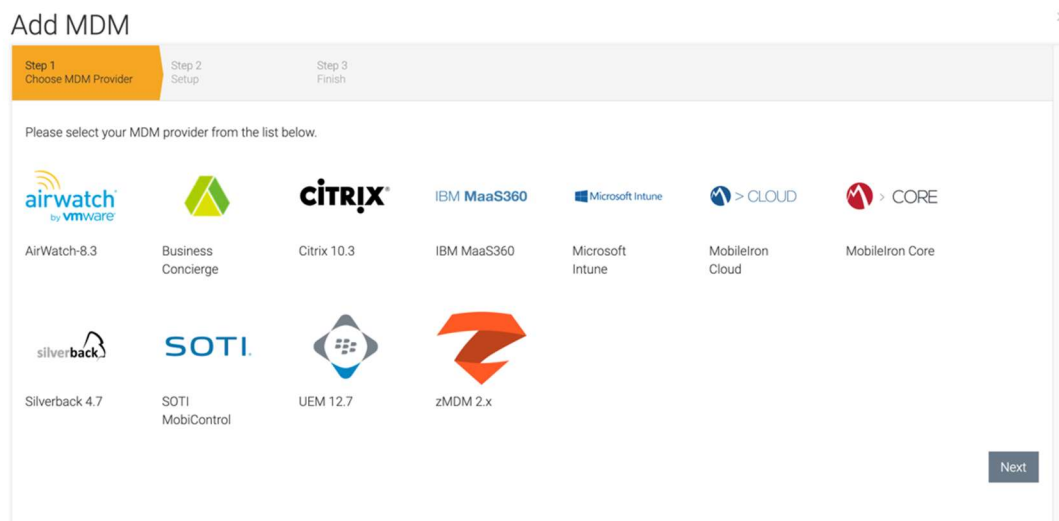 Add MDM
Step 1
Choose MDM Provider
Step 2
Setup
Step 3
Finish
Please select your MDM provider from the list below.
airwatch
by vmware
CİTRIX
IBM MaaS360
Microsoft Intune
> CLOUD
> CORE
AirWatch-8.3
Business
Concierge
Citrix 10.3
IBM MaaS360
Microsoft
Intune
MobileIron
Cloud
MobileIron Core
silverback
SOTI
Silverback 4.7
SOTI
MobiControl
UEM 12.7
zMDM 2.x
Next